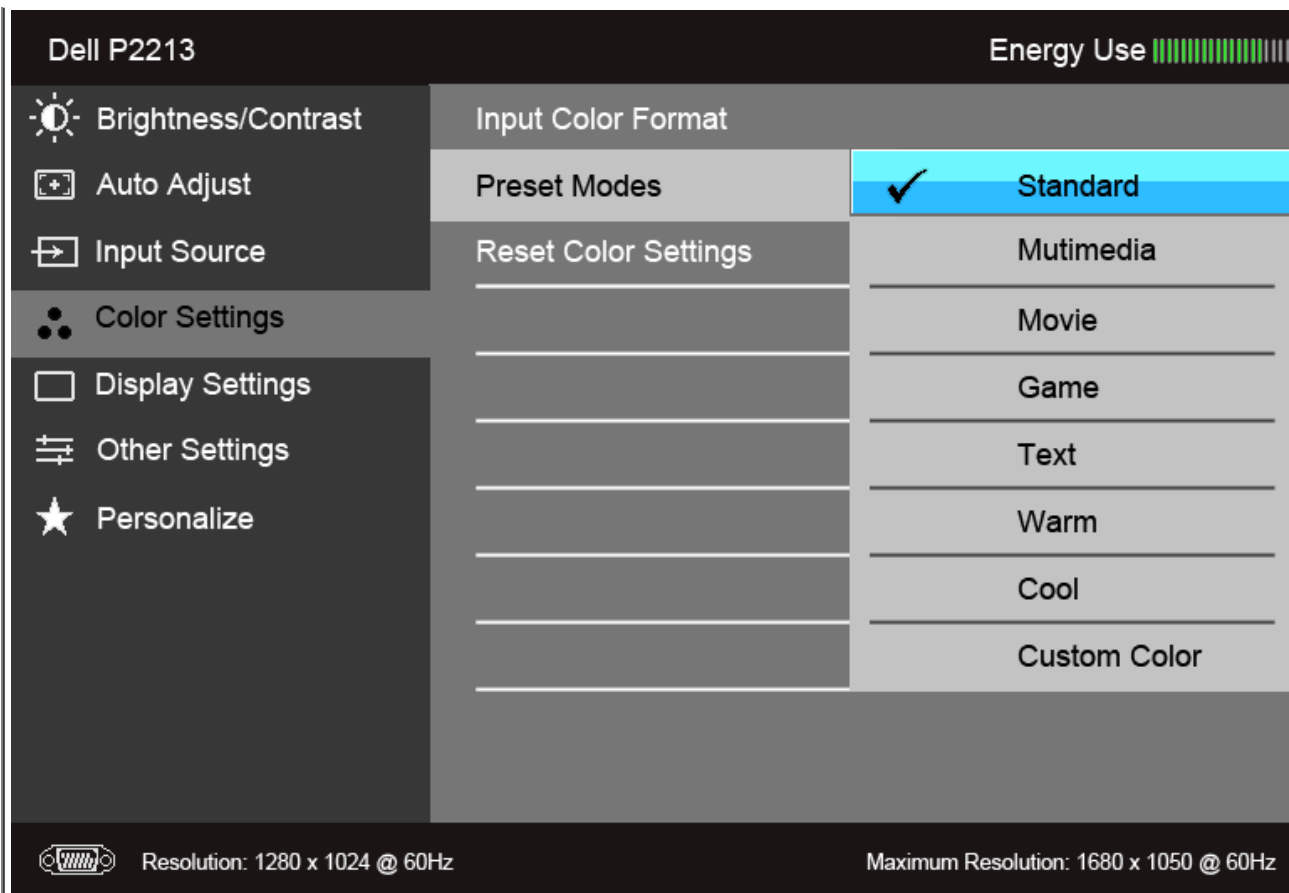 Dell P2213
Energy Use
Brightness/Contrast
Input Color Format
Auto Adjust
Preset Modes
Standard
Input Source
Reset Color Settings
Mutimedia
Color Settings
Movie
Display Settings
Game
Other Settings
Text
Personalize
Warm
Cool
Custom Color
Resolution: 1280 x 1024 @ 60Hz
Maximum Resolution: 1680 x 1050 @ 60Hz